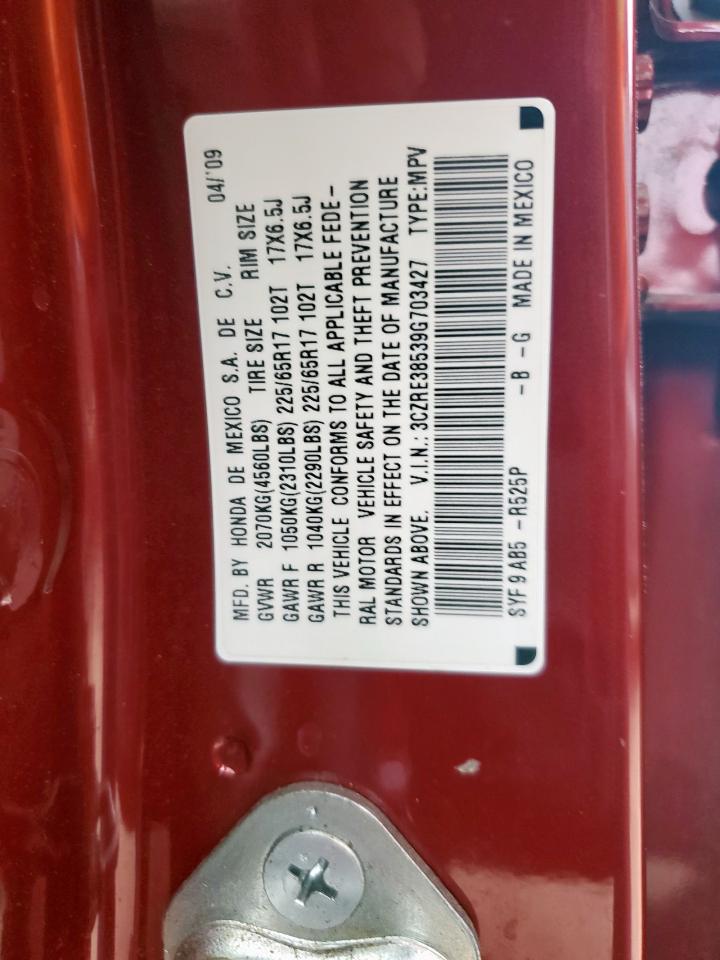 MFD. BY HONDA DE MEXICO S.A. DE C.V. 04/'09
GVWR 2070KG(4560LBS) TIRE SIZE RIM SIZE
GAWR F 1050KG(2310LBS) 225/65R17 102T 17X6.5J
GAWR R 1040KG(2290LBS) 225/65R17 102T 17X6.5J
THIS VEHICLE CONFORMS TO ALL APPLICABLE FEDE-
RAL MOTOR VEHICLE SAFETY AND THEFT PREVENTION
STANDARDS IN EFFECT ON THE DATE OF MANUFACTURE
SHOWN ABOVE. V.I.N.: 3CZRE38539G703427 TYPE:MPV
SYF 9 AB5 -R525P -B -G MADE IN MEXICO